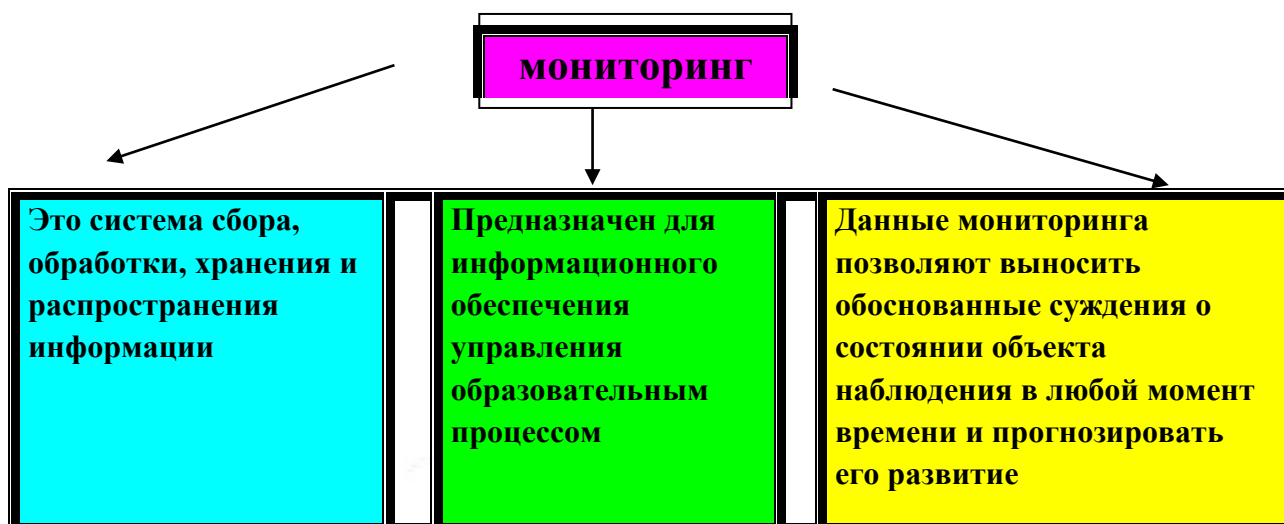 мониторинг
Это система сбора,
обработки, хранения и
распространения
информации
Предназначен для
информационного
обеспечения
управления
образовательным
процессом
Данные мониторинга
позволяют выносить
обоснованные суждения о
состоянии объекта
наблюдения в любой момент
времени и прогнозировать
его развитие